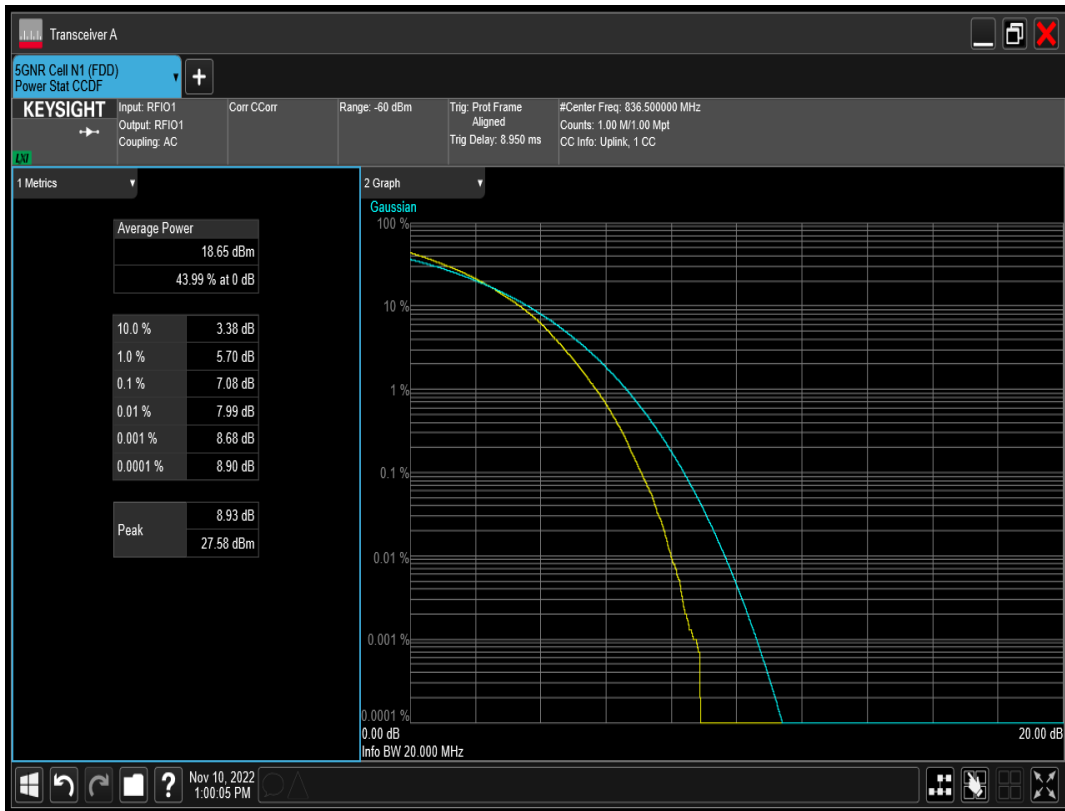 Transceiver A
5GNR Cell N1 (FDD)
Power Stat CCDF
+
KEYSIGHT
LXI
Input: RFIO1
Output: RFIO1
Coupling: AC
Corr CCorr
Range: -60 dBm
Trig: Prot Frame
Aligned
Trig Delay: 8.950 ms
#Center Freq: 836.500000 MHz
Counts: 1.00 M/1.00 Mpt
CC Info: Uplink, 1 CC
1 Metrics
Average Power
18.65 dBm
43.99 % at 0 dB
10.0 % 3.38 dB
1.0 % 5.70 dB
0.1 % 7.08 dB
0.01 % 7.99 dB
0.001 % 8.68 dB
0.0001 % 8.90 dB
Peak
8.93 dB
27.58 dBm
2 Graph
Gaussian
100 %
10 %
1 %
0.1 %
0.01 %
0.001 %
0.0001 %
0.00 dB 20.00 dB
Info BW 20.000 MHz
?
Nov 10, 2022
1:00:05 PM